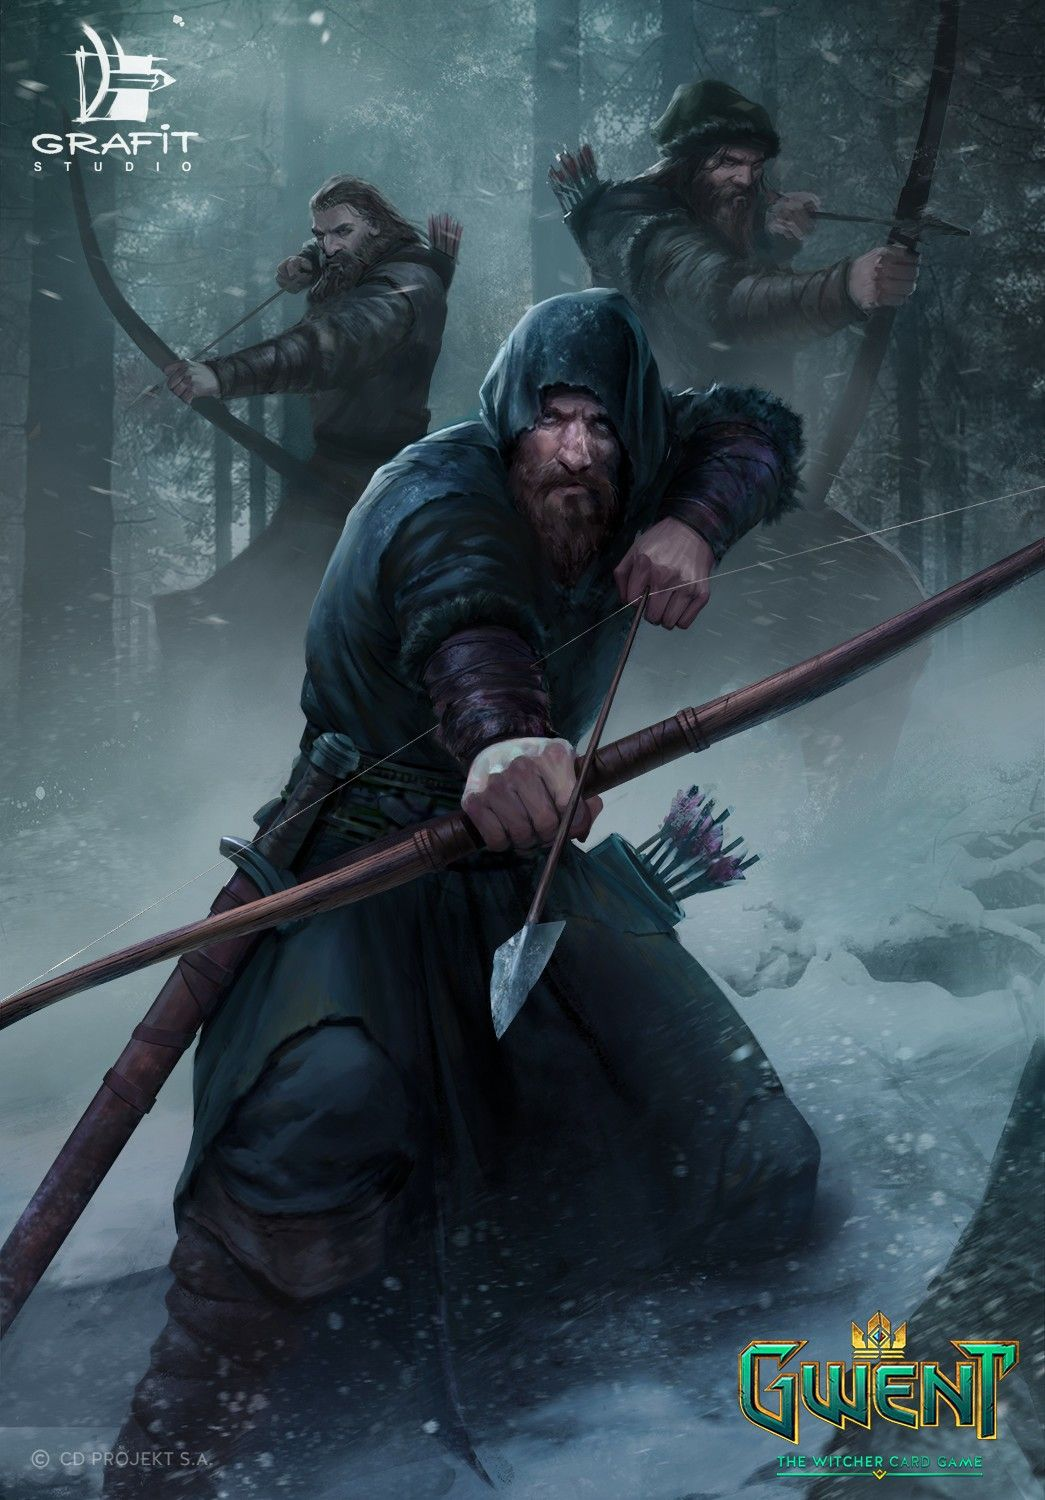 GRAFiT
STUDIO
GWENT
THE WITCHER CARD GAME
© CD PROJEKT S.A.